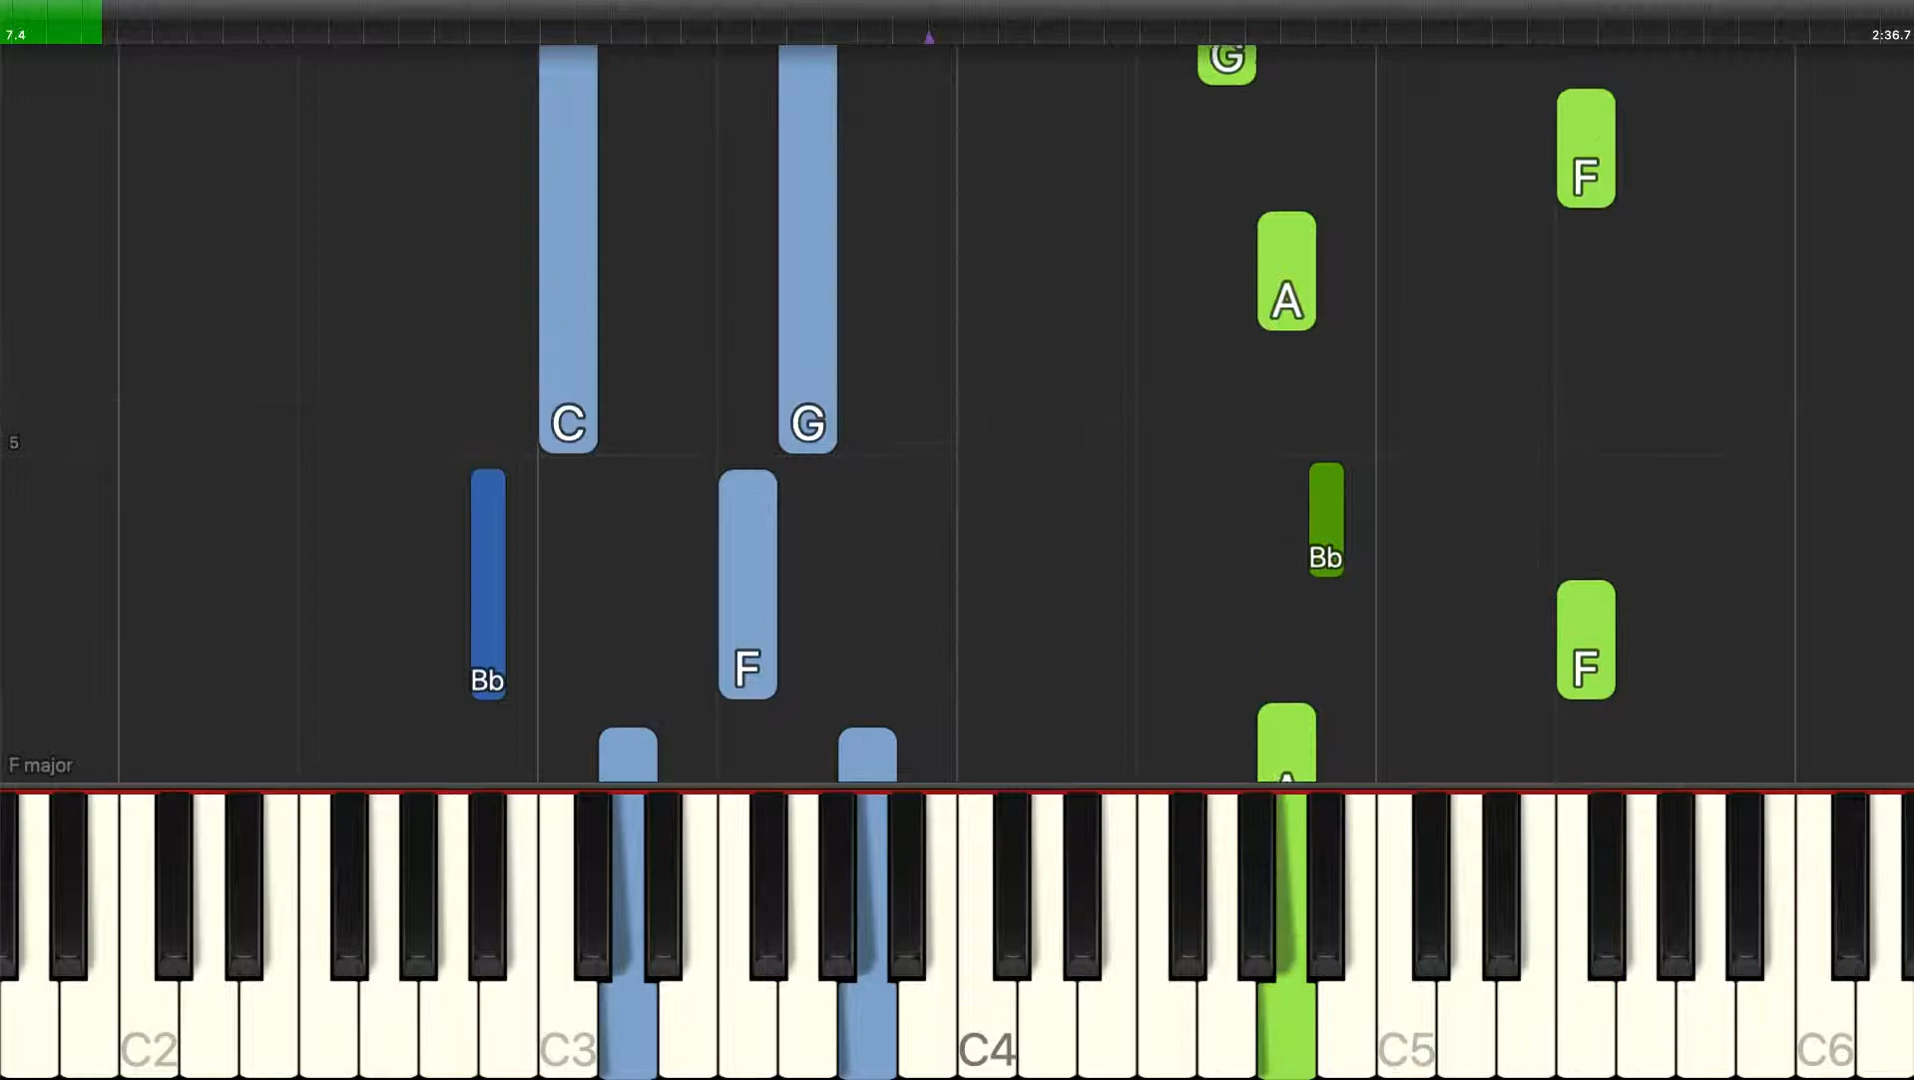 7.4 2:36.7
G
F
A
C G
5
Bb
F F
Bb
A
F major
C2 C3 C4 C5 C6